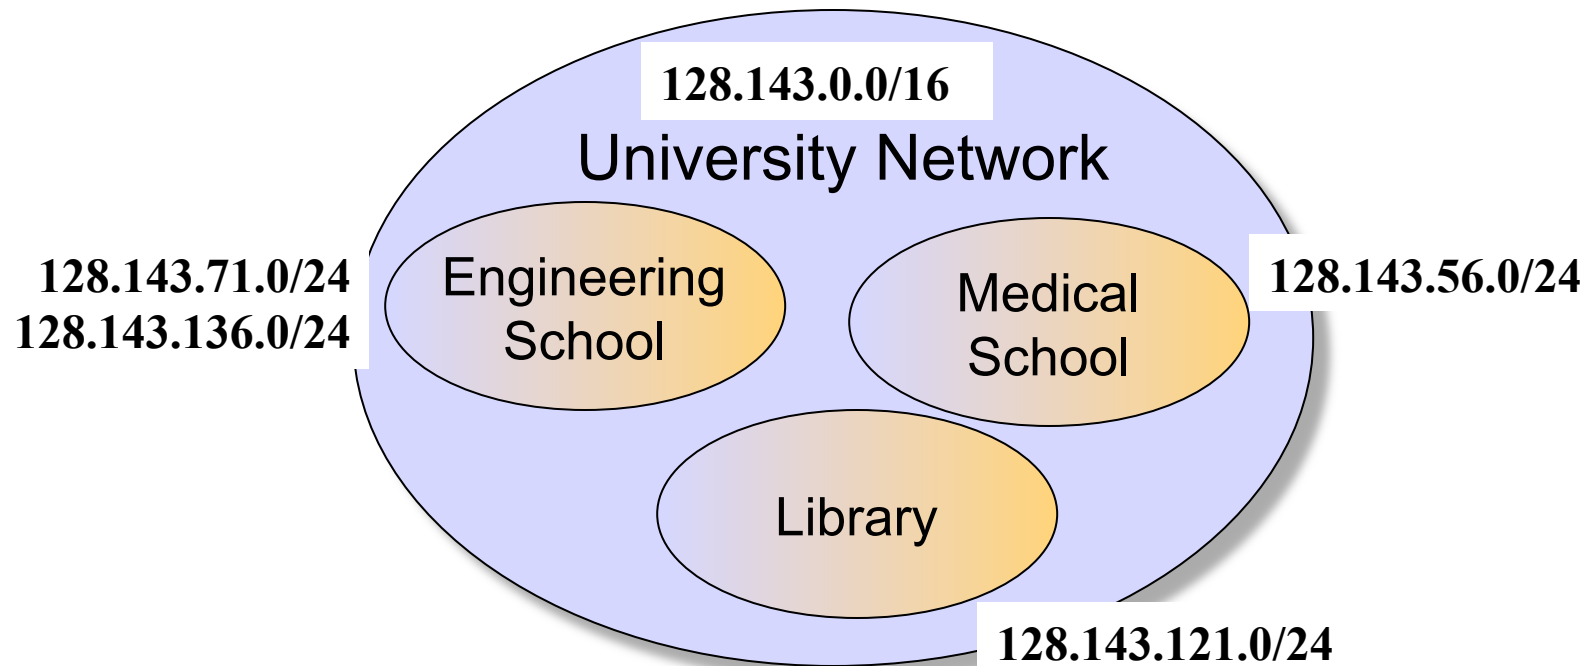 128.143.0.0/16
University Network
128.143.71.0/24
128.143.136.0/24
Engineering
School
Medical
School
128.143.56.0/24
Library
128.143.121.0/24